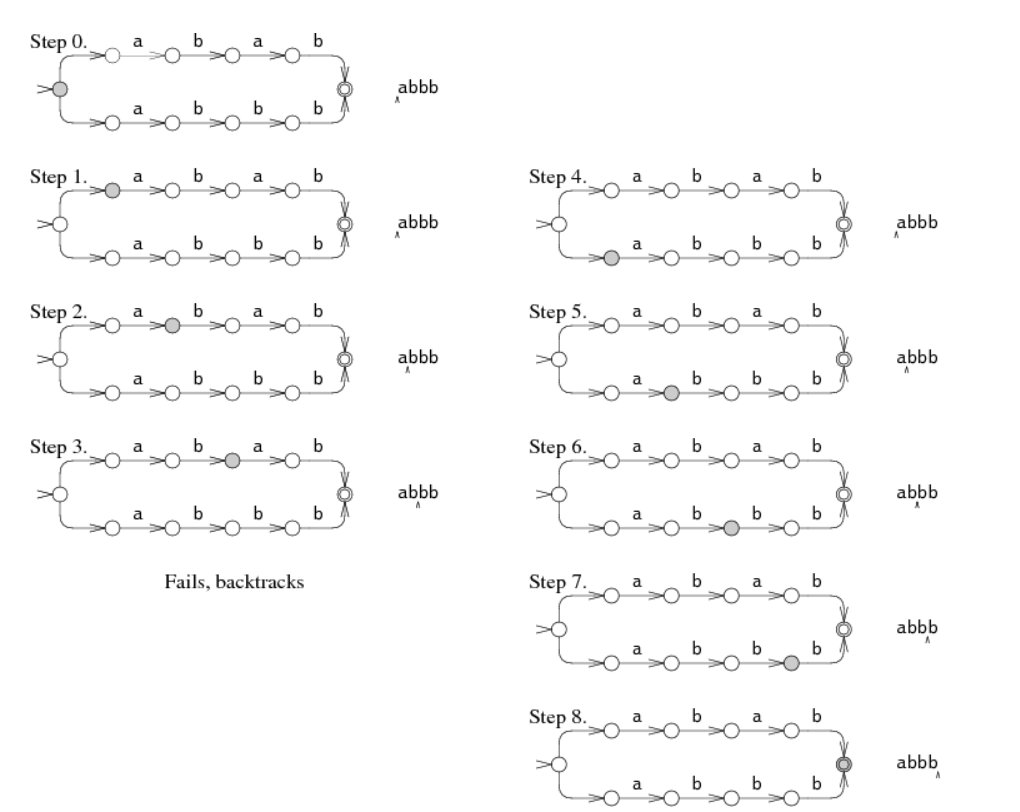 Step 0. a b a b
abbb
^
a b b b
Step 1. a b a b
abbb
^
a b b b
Step 2. a b a b
abbb
^
a b b b
Step 3. a b a b
abbb
^
a b b b
Fails, backtracks
Step 4. a b a b
abbb
^
a b b b
Step 5. a b a b
abbb
^
a b b b
Step 6. a b a b
abbb
^
a b b b
Step 7. a b a b
abbb
^
a b b b
Step 8. a b a b
abbb
^
a b b b